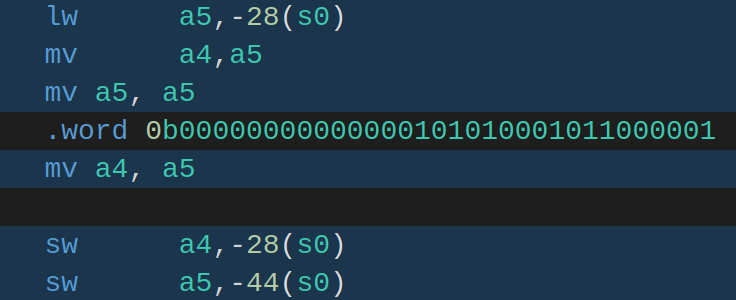 lw a5,-28(s0)
mv a4,a5
mv a5, a5
.word 0b00000000000000101010001011000001
mv a4, a5
sw a4,-28(s0)
sw a5,-44(s0)